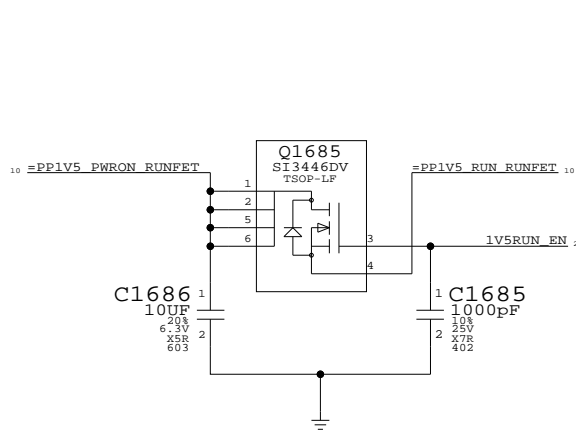 Q1685
SI3446DV
TSOP-LF
10 =PP1V5_PWRON_RUNFET
=PP1V5_RUN_RUNFET 10
1
2
5
6
3
4
1V5RUN_EN 2
C1686 1
10UF
20%
6.3V
X5R
603
2
1 C1685
1000pF
10%
25V
X7R
402
2